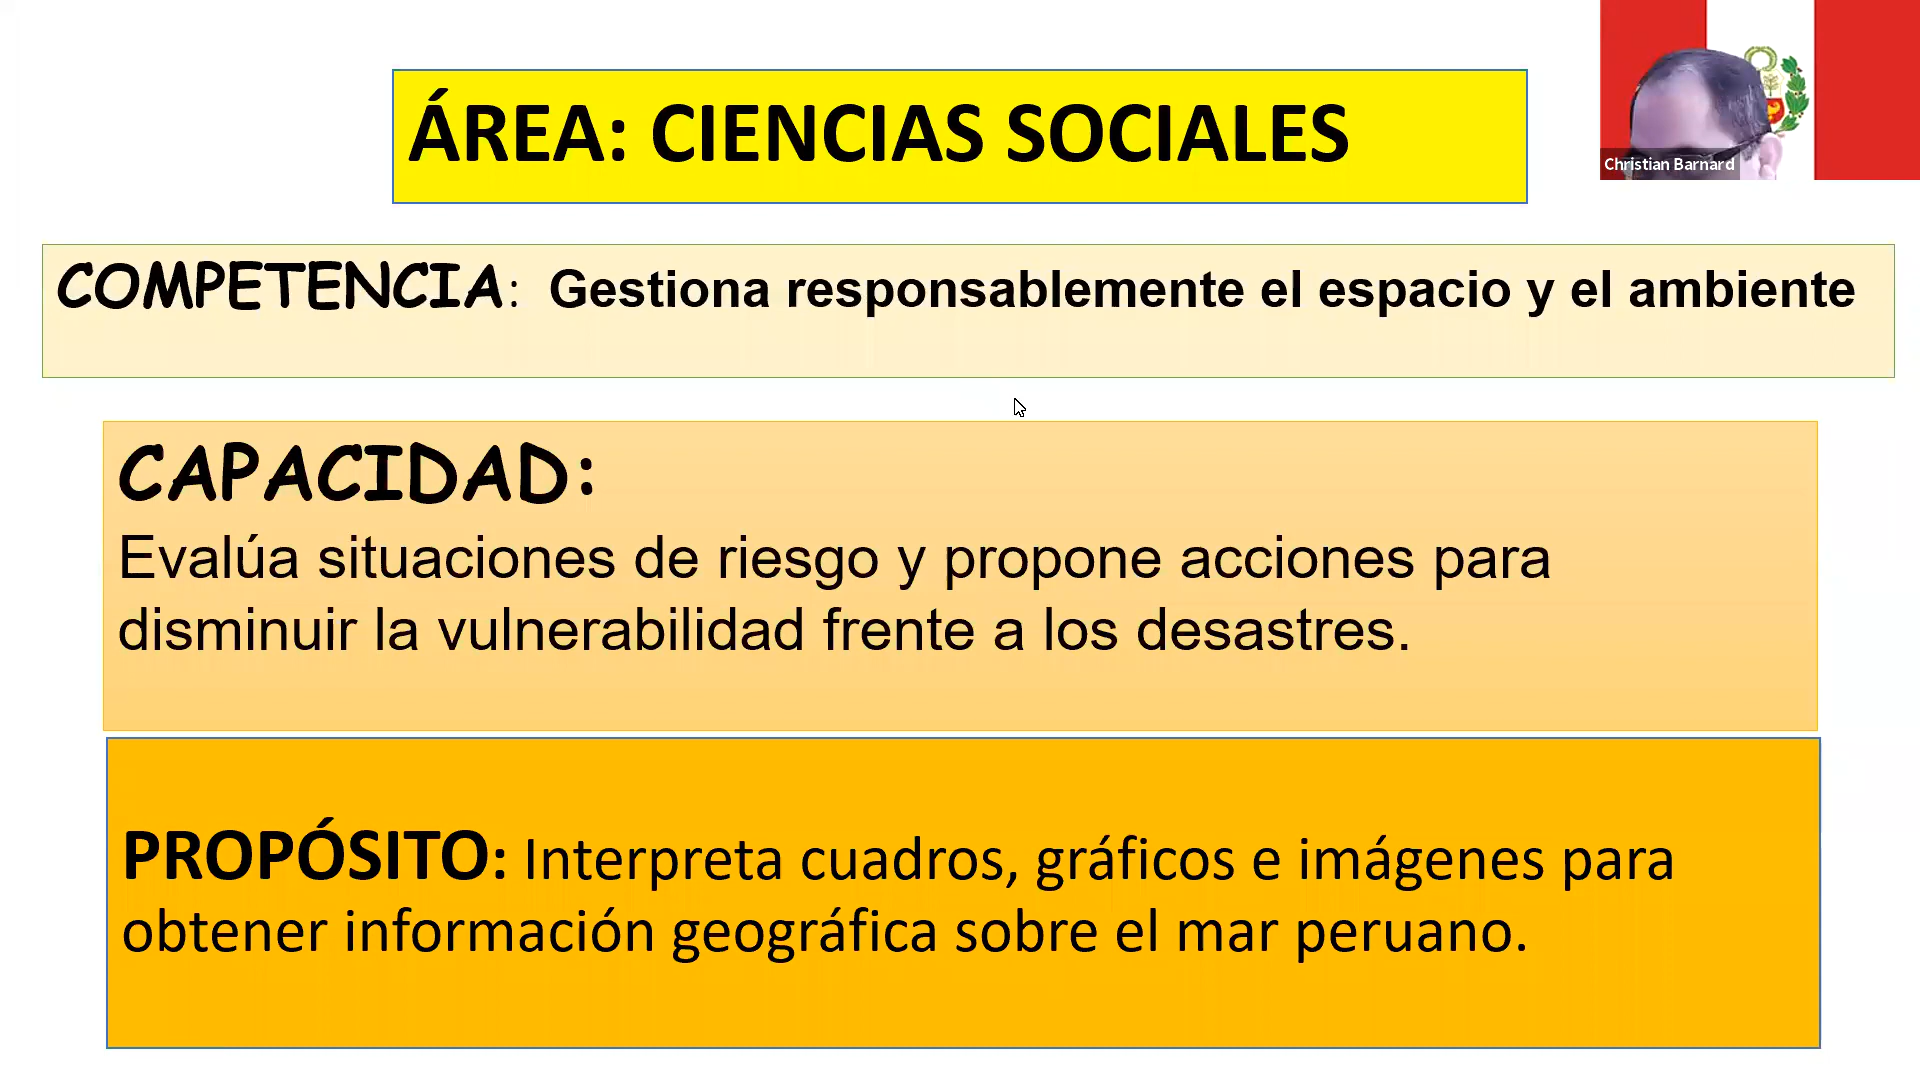 ÁREA: CIENCIAS SOCIALES
Christian Barnard
COMPETENCIA: Gestiona responsablemente el espacio y el ambiente
CAPACIDAD:
Evalúa situaciones de riesgo y propone acciones para
disminuir la vulnerabilidad frente a los desastres.
PROPÓSITO: Interpreta cuadros, gráficos e imágenes para
obtener información geográfica sobre el mar peruano.